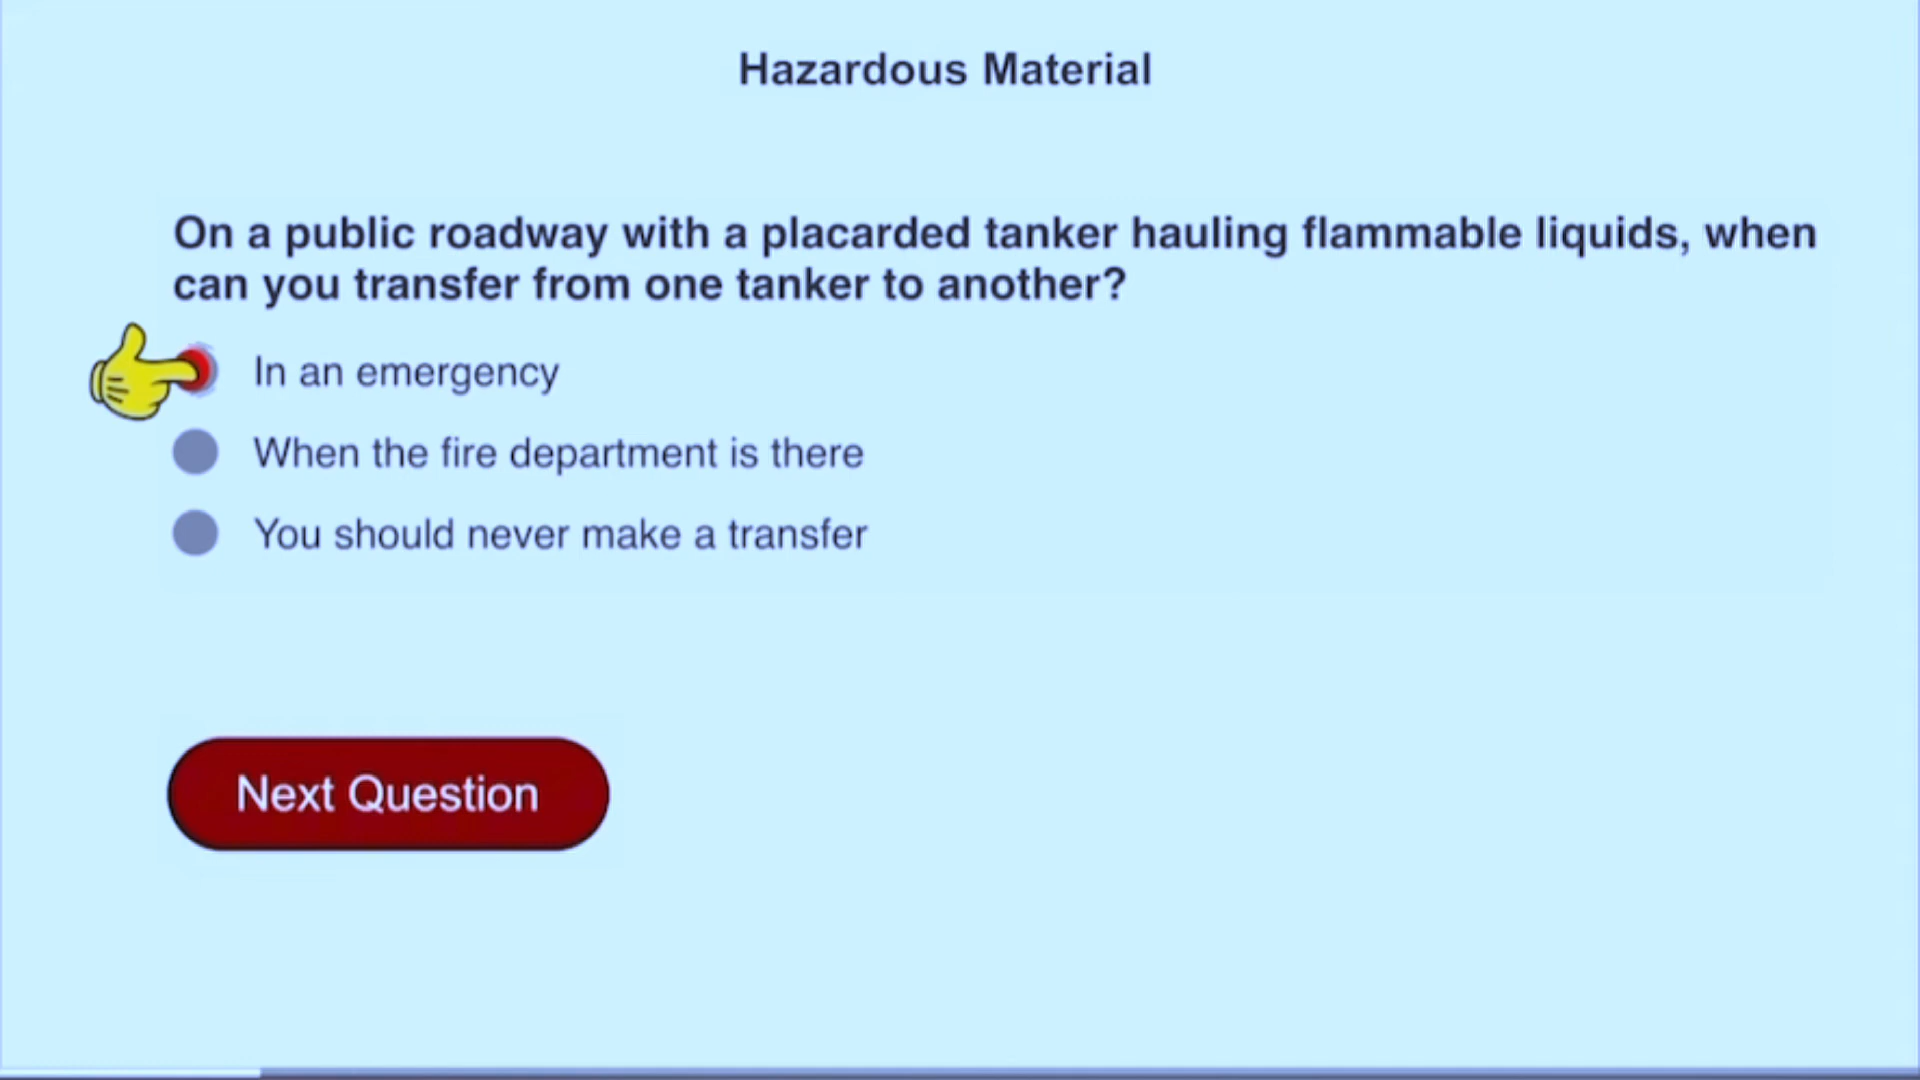 Hazardous Material
On a public roadway with a placarded tanker hauling flammable liquids, when
can you transfer from one tanker to another?
In an emergency
When the fire department is there
You should never make a transfer
Next Question